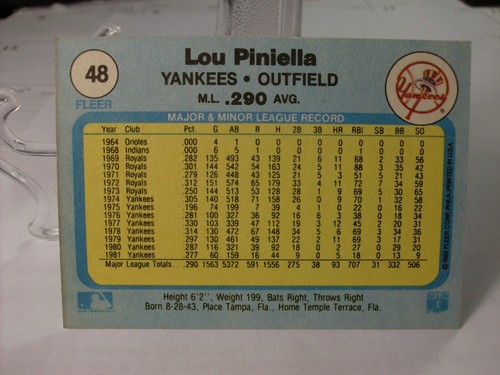 48
FLEER
Lou Piniella
YANKEES • OUTFIELD
M.L. .290 AVG.
Yankees
MAJOR & MINOR LEAGUE RECORD
Year Club Pct. G AB R H 2B 3B HR RBI SB BB SO
1964 Orioles .000 4 1 0 0 0 0 0 0 0 0 0
1968 Indians .000 6 5 1 0 0 0 0 0 0 0 0
1969 Royals .282 135 493 43 139 21 6 11 68 2 33 56
1970 Royals .301 144 542 54 163 24 5 11 88 3 35 42
1971 Royals .279 126 448 43 125 21 5 3 51 5 21 43
1972 Royals .312 151 574 65 179 33 4 11 72 7 34 59
1973 Royals .250 144 513 53 128 28 1 9 69 5 30 65
1974 Yankees .305 140 518 71 158 26 0 9 70 1 32 58
1975 Yankees .196 74 199 7 39 4 1 0 22 0 16 22
1976 Yankees .281 100 327 36 92 16 6 3 38 0 18 34
1977 Yankees .330 103 339 47 112 19 3 12 45 2 20 31
1978 Yankees .314 130 472 67 148 34 5 6 69 3 34 36
1979 Yankees .297 130 461 49 137 22 2 11 69 3 17 31
1980 Yankees .287 116 321 39 92 18 0 2 27 0 29 20
1981 Yankees .277 60 159 16 44 9 0 5 18 0 13 9
Major League Totals .. .290 1563 5372 591 1556 275 38 93 707 31 332 506
Height 6'2", Weight 199, Bats Right, Throws Right
Born 8-28-43, Place Tampa, Fla., Home Temple Terrace, Fla.
© 1982 FLEER CORP. PHILA. PRINTED IN U.S.A.